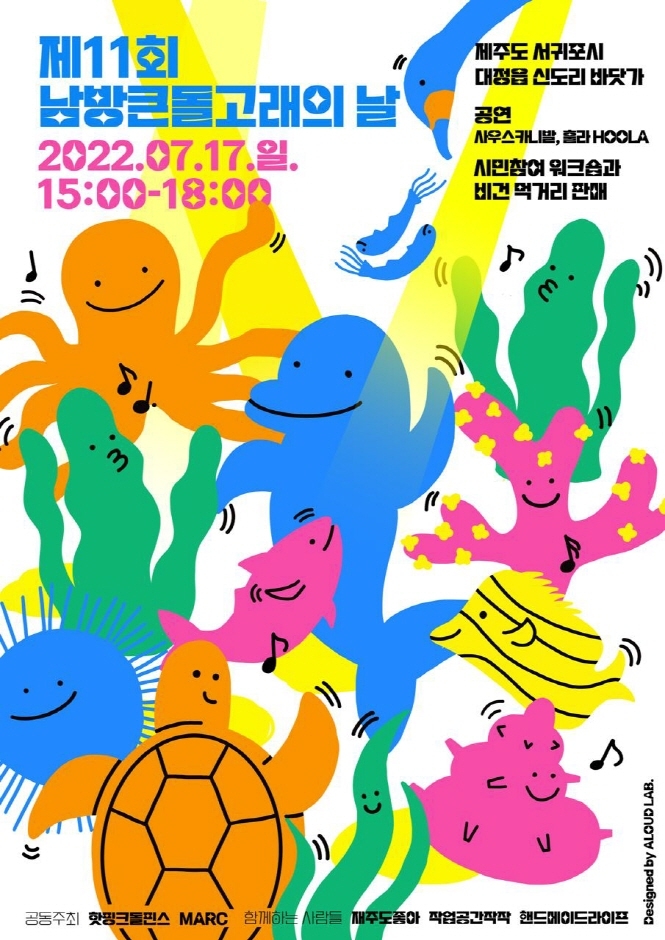 제11회
남방큰돌고래의 날
2022.07.17.일.
15:00-18:00
제주도 서귀포시
대정읍 신도리 바닷가
공연
사우스카니발, 훌라 HOOLA
시민참여 워크숍과
비건 먹거리 판매
Designed by ALOUD LAB.
공동주최 핫핑크돌핀스 MARC 함께하는 사람들 재주도좋아 작업공간작작 핸드메이드라이프